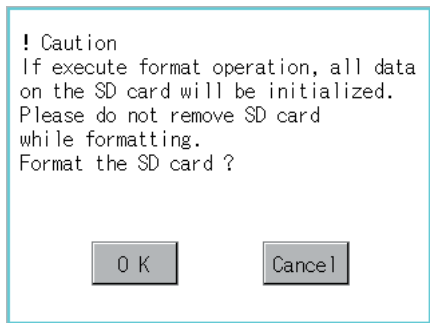 ! Caution
If execute format operation, all data
on the SD card will be initialized.
Please do not remove SD card
while formatting.
Format the SD card ?
O K
Cancel